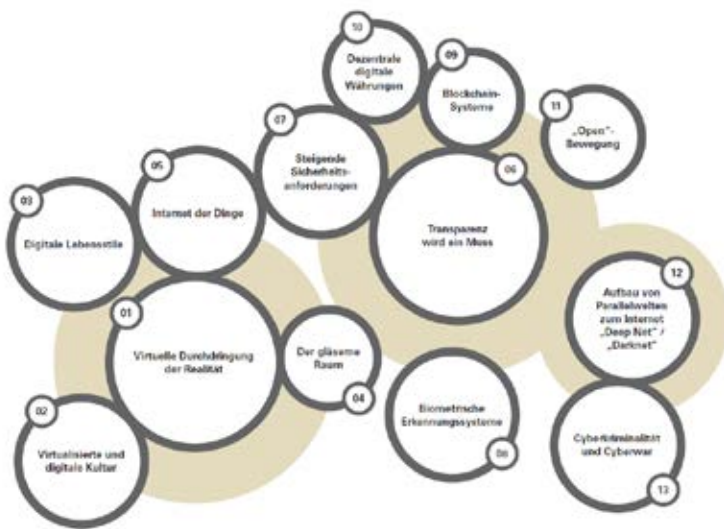 10
Dezentrale
digitale
Währungen
09
Blockchain-
Systeme
11
„Open“-
Bewegung
07
Steigende
Sicherheits-
anforderungen
06
Transparenz
wird ein Muss
05
Internet der Dinge
03
Digitale Lebensstile
12
Aufbau von
Parallelwelten
zum Internet
„Deep Net“ /
„Darknet“
01
Virtuelle Durchdringung
der Realität
Der gläserne
Raum
04
02
Virtualisierte und
digitale Kultur
Biometrische
Erkennungssysteme
08
Cyberkriminalität
und Cyberwar
13